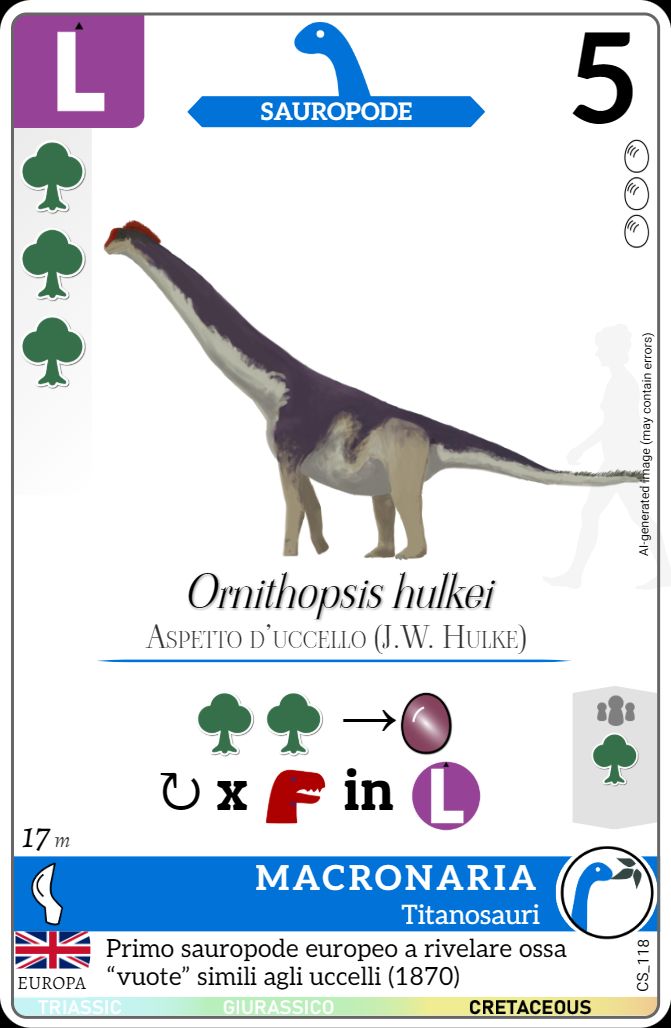 L
SAUROPODE
5
AI-generated image (may contain errors)
Ornithopsis hulkei
Aspetto d’uccello (J.W. Hulke)
x in L
17 m
MACRONARIA
Titanosauri
EUROPA
Primo sauropode europeo a rivelare ossa
“vuote” simili agli uccelli (1870)
CS_118
TRIASSIC GIURASSICO CRETACEOUS